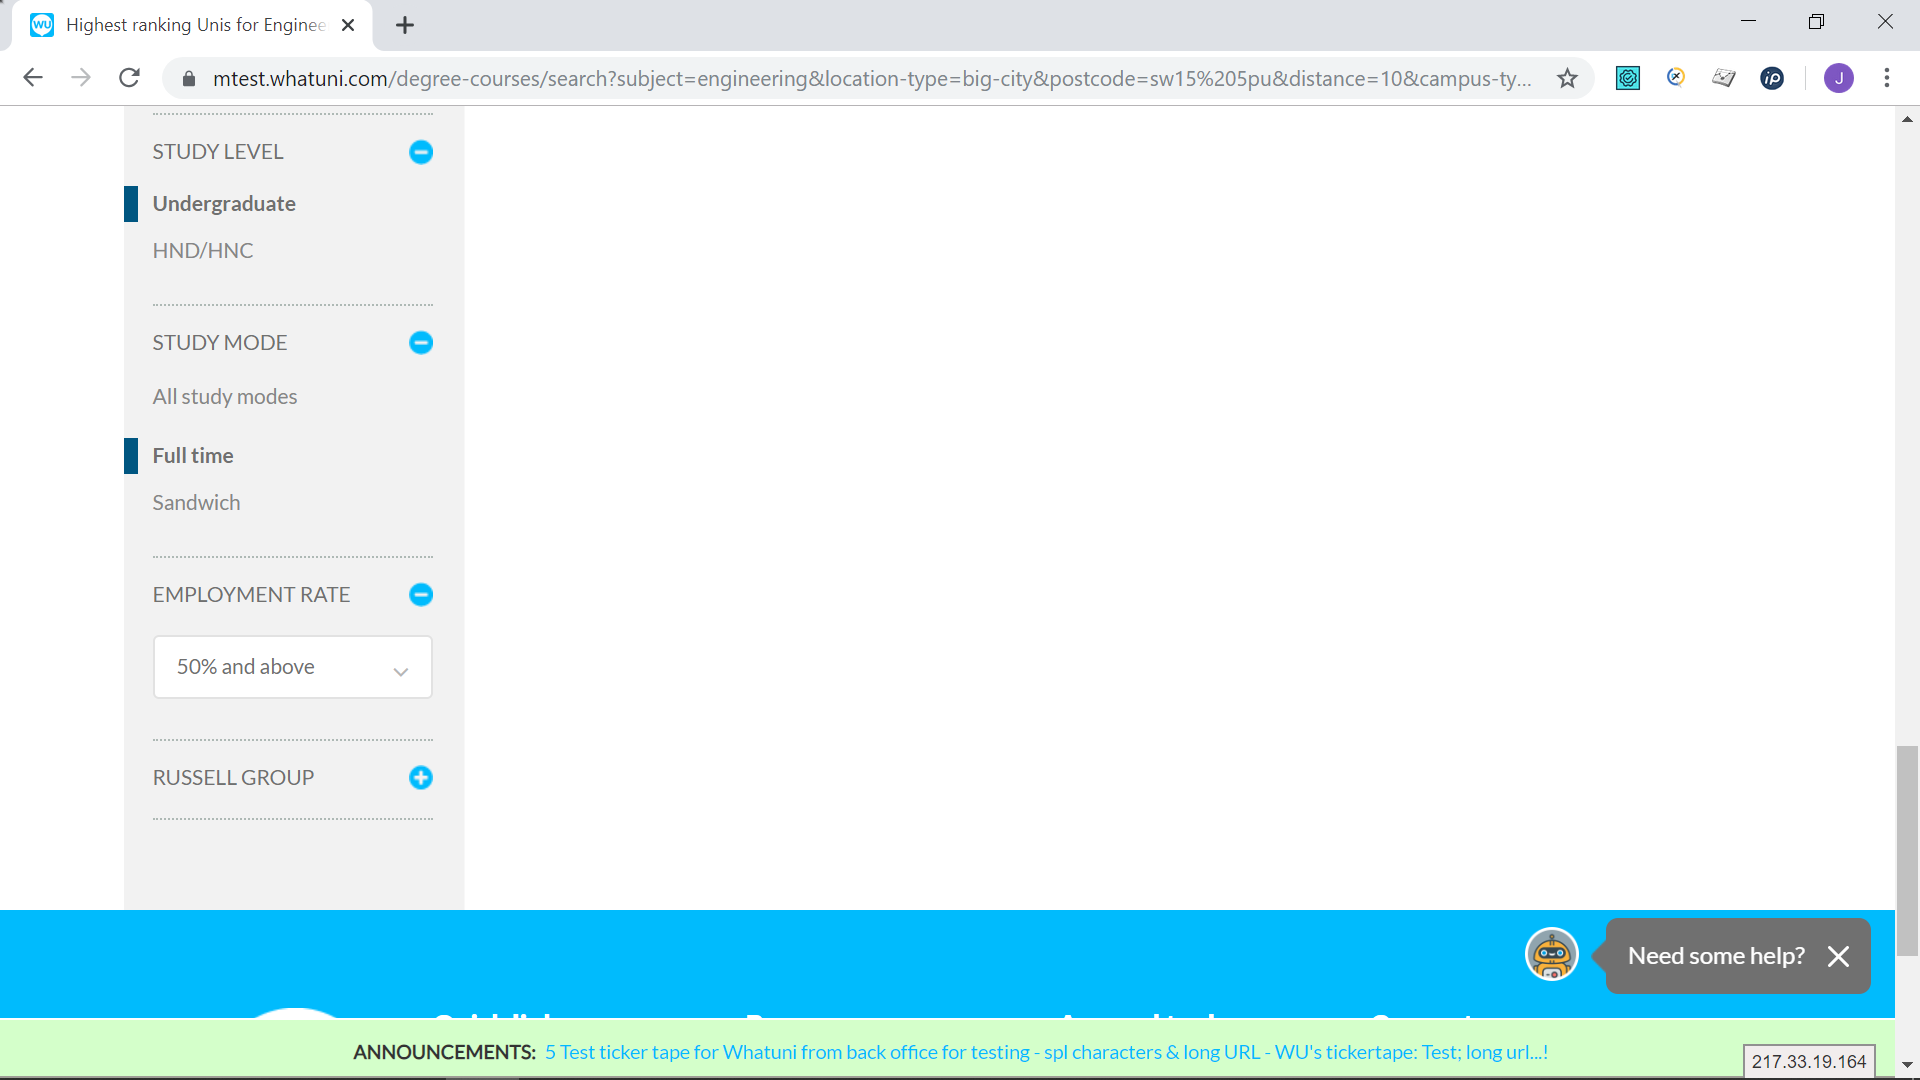 WU Highest ranking Unis for Enginee
mtest.whatuni.com/degree-courses/search?subject=engineering&location-type=big-city&postcode=sw15%205pu&distance=10&campus-ty...
ip
J
STUDY LEVEL
Undergraduate
HND/HNC
STUDY MODE
All study modes
Full time
Sandwich
EMPLOYMENT RATE
50% and above
RUSSELL GROUP
Need some help?
ANNOUNCEMENTS: 5 Test ticker tape for Whatuni from back office for testing - spl characters & long URL - WU's tickertape: Test; long url...!
217.33.19.164